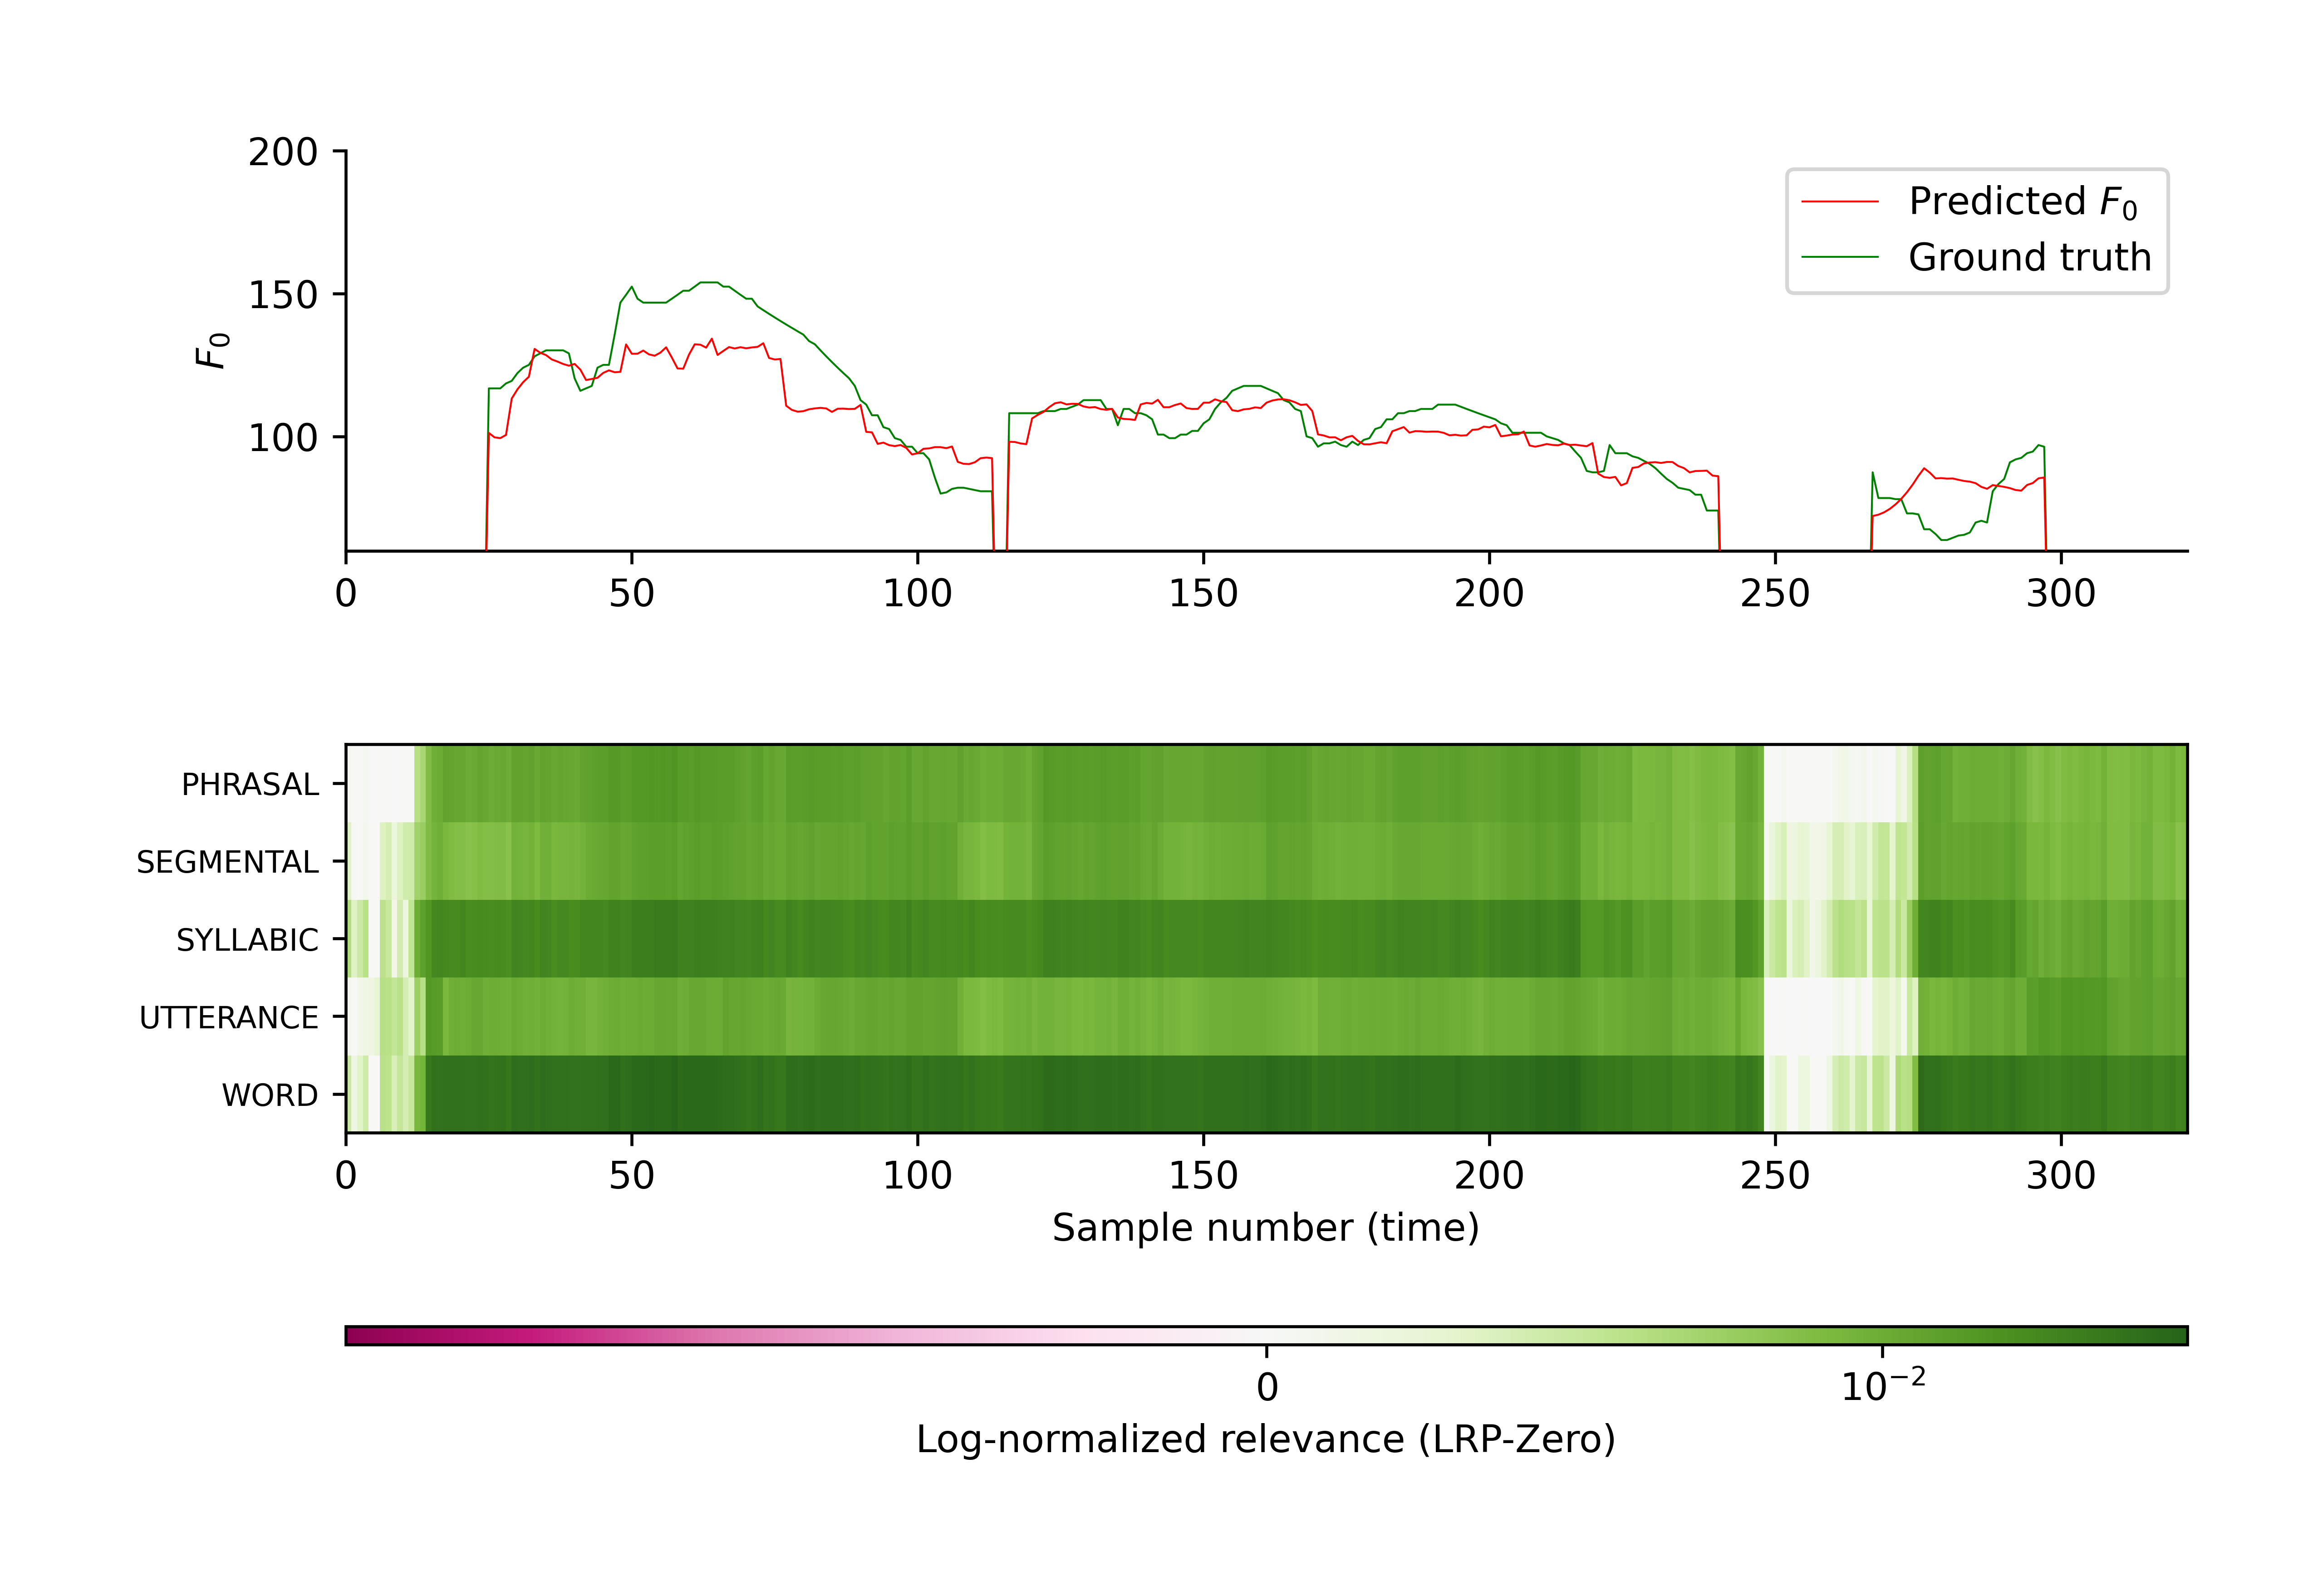 200
150
100
F₀
Predicted F₀
Ground truth
0 50 100 150 200 250 300
PHRASAL
SEGMENTAL
SYLLABIC
UTTERANCE
WORD
0 50 100 150 200 250 300
Sample number (time)
0 10⁻²
Log-normalized relevance (LRP-Zero)